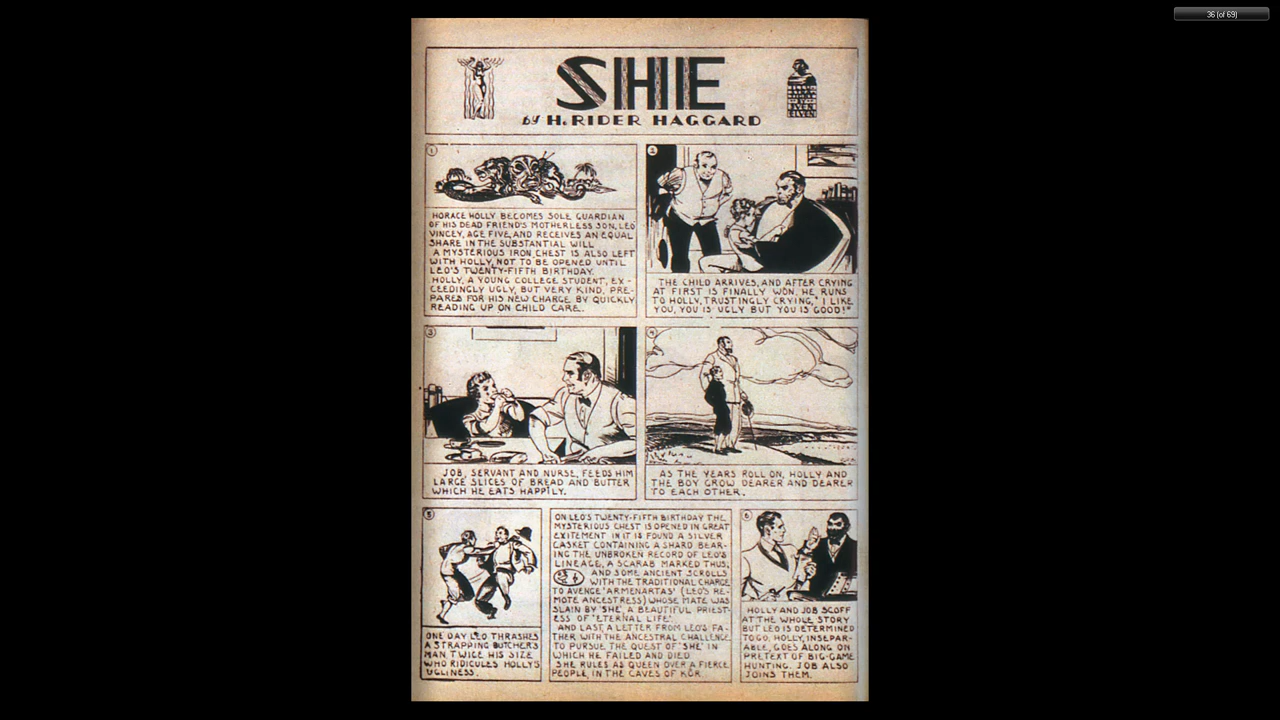 36 (of 69)
SHE
by H. RIDER HAGGARD
1
HORACE HOLLY BECOMES SOLE GUARDIAN
OF HIS DEAD FRIEND'S MOTHERLESS SON, LEO
VINCEY, AGE FIVE, AND RECEIVES AN EQUAL
SHARE IN THE SUBSTANTIAL WILL
A MYSTERIOUS IRON CHEST IS ALSO LEFT
WITH HOLLY, NOT TO BE OPENED UNTIL
LEO'S TWENTY-FIFTH BIRTHDAY.
HOLLY, A YOUNG COLLEGE STUDENT, EX-
CEEDINGLY UGLY, BUT VERY KIND, PRE-
PARES FOR HIS NEW CHARGE BY QUICKLY
READING UP ON CHILD CARE.
2
THE CHILD ARRIVES, AND AFTER CRYING
AT FIRST IS FINALLY WON. HE RUNS
TO HOLLY, TRUSTINGLY CRYING, "I LIKE
YOU, YOU IS UGLY BUT YOU IS GOOD!"
3
JOB, SERVANT AND NURSE, FEEDS HIM
LARGE SLICES OF BREAD AND BUTTER
WHICH HE EATS HAPPILY.
4
AS THE YEARS ROLL ON, HOLLY AND
THE BOY GROW DEARER AND DEARER
TO EACH OTHER.
5
ONE DAY LEO THRASHES
A STRAPPING BUTCHER'S
MAN TWICE HIS SIZE
WHO RIDICULES HOLLY'S
UGLINESS.
ON LEO'S TWENTY-FIFTH BIRTHDAY THE
MYSTERIOUS CHEST IS OPENED IN GREAT
EXITEMENT IN IT IS FOUND A SILVER
CASKET CONTAINING A SHARD BEAR-
ING THE UNBROKEN RECORD OF LEO'S
LINEAGE, A SCARAB MARKED THUS;
AND SOME ANCIENT SCROLLS
WITH THE TRADITIONAL CHARGE
TO AVENGE 'ARMENARTAS' (LEO'S RE-
MOTE ANCESTRESS) WHOSE MATE WAS
SLAIN BY 'SHE', A BEAUTIFUL PRIEST-
ESS OF 'ETERNAL LIFE'.
AND LAST, A LETTER FROM LEO'S FA-
THER WITH THE ANCESTRAL CHALLENGE
TO PURSUE THE QUEST OF 'SHE' IN
WHICH HE FAILED AND DIED
SHE RULES AS QUEEN OVER A FIERCE
PEOPLE, IN THE CAVES OF KÔR.
6
HOLLY AND JOB SCOFF
AT THE WHOLE STORY
BUT LEO IS DETERMINED
TO GO. HOLLY, INSEPAR-
ABLE, GOES ALONG ON
PRETEXT OF BIG-GAME
HUNTING. JOB ALSO
JOINS THEM.